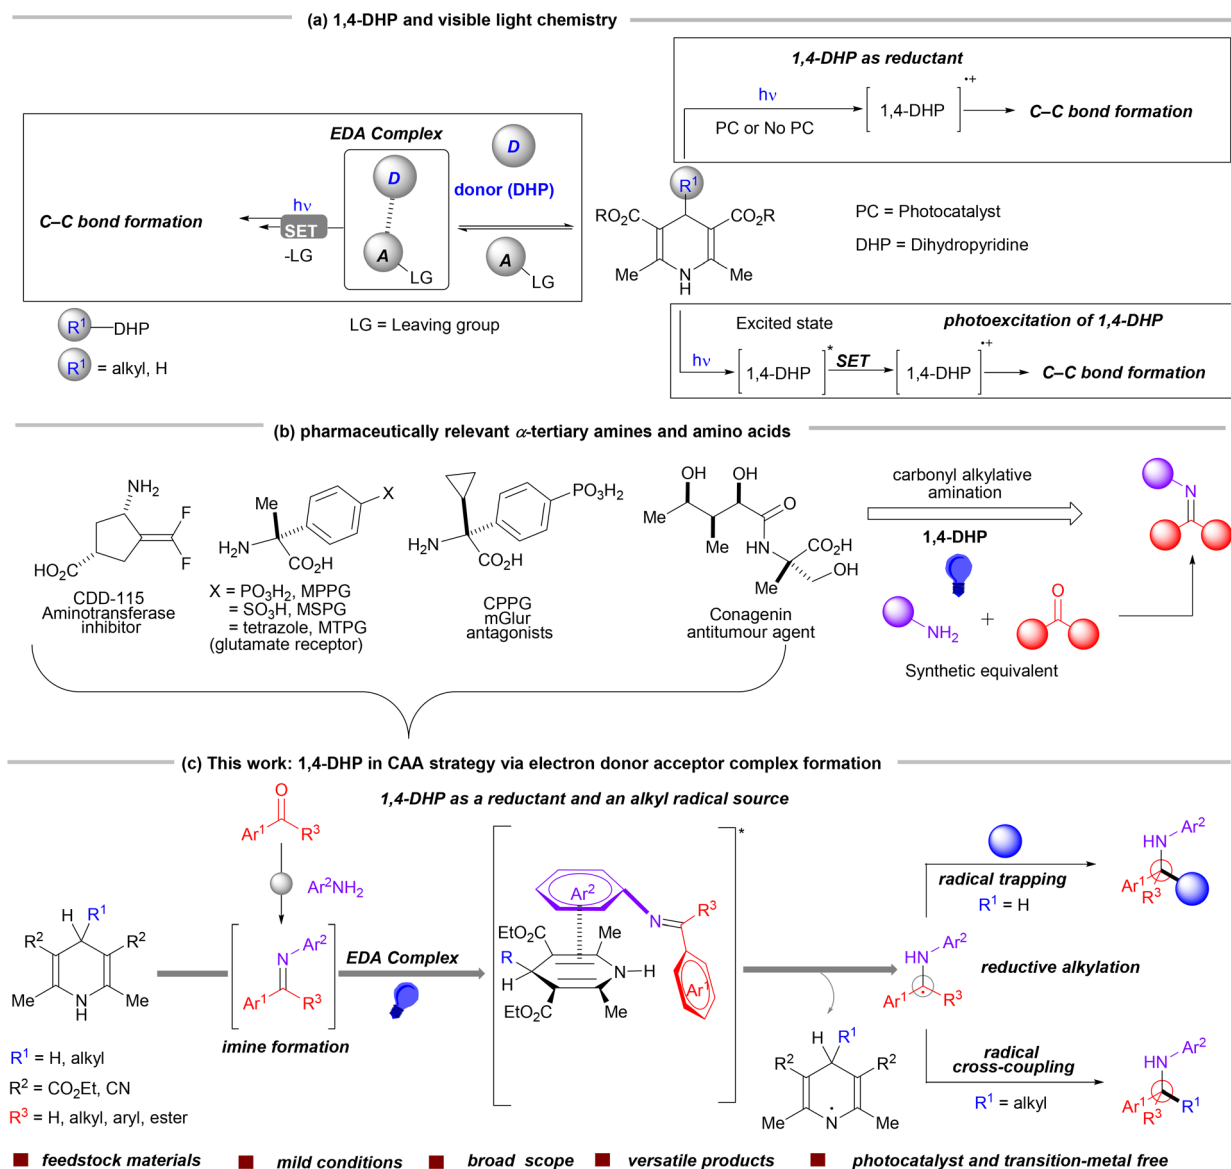 (a) 1,4-DHP and visible light chemistry
1,4-DHP as reductant
hν
PC or No PC
1,4-DHP
•+
C–C bond formation
EDA Complex
D
D
donor (DHP)
hν
SET
-LG
C–C bond formation
A
LG
A
LG
R1
RO2C
CO2R
Me
N
H
Me
PC = Photocatalyst
DHP = Dihydropyridine
R1—DHP
R1 = alkyl, H
LG = Leaving group
Excited state
photoexcitation of 1,4-DHP
hν
1,4-DHP
*
SET
1,4-DHP
•+
C–C bond formation
(b) pharmaceutically relevant α-tertiary amines and amino acids
NH2
F
F
HO2C
CDD-115
Aminotransferase
inhibitor
Me
X
H2N
CO2H
X = PO3H2, MPPG
= SO3H, MSPG
= tetrazole, MTPG
(glutamate receptor)
PO3H2
H2N
CO2H
CPPG
mGlur
antagonists
OH
OH
O
Me
Me
HN
CO2H
OH
Me
Conagenin
antitumour agent
carbonyl alkylative
amination
1,4-DHP
N
NH2
+
O
Synthetic equivalent
(c) This work: 1,4-DHP in CAA strategy via electron donor acceptor complex formation
1,4-DHP as a reductant and an alkyl radical source
O
Ar1
R3
Ar2NH2
H
R1
R2
R2
Me
N
H
Me
R1 = H, alkyl
R2 = CO2Et, CN
R3 = H, alkyl, aryl, ester
N
Ar2
Ar1
R3
imine formation
EDA Complex
*
Ar2
N
R3
EtO2C
Me
R
H
N–H
EtO2C
Me
Ar1
H
R1
R2
R2
Me
N
•
Me
HN
Ar2
Ar1
•
R3
reductive alkylation
radical trapping
R1 = H
HN
Ar2
Ar1
R3
radical
cross-coupling
R1 = alkyl
HN
Ar2
Ar1
R3
R1
feedstock materials
mild conditions
broad scope
versatile products
photocatalyst and transition-metal free